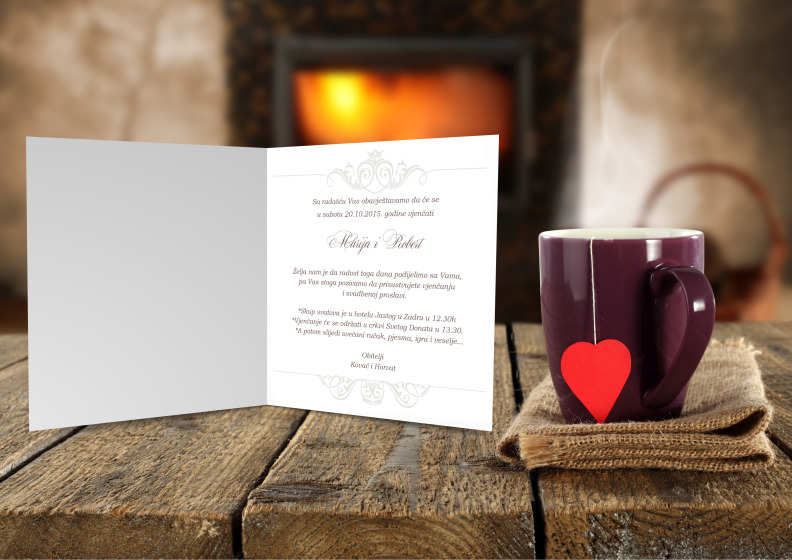 Sa radošću Vas obavještavamo da će se
u subotu 20.10.2015. godine vjenčati
Marija i Robert
Želja nam je da radost toga dana podijelimo sa Vama,
pa Vas stoga pozivamo da prisustvujete vjenčanju
i svadbenoj proslavi.
*Skup svatova je u hotelu Jastog u Zadru u 12,30h
*Vjenčanje će se održati u crkvi Svetog Donata u 13.30.
*A potom slijedi svečani ručak, pjesma, igra i veselje...
Obitelji
Kovač i Horvat